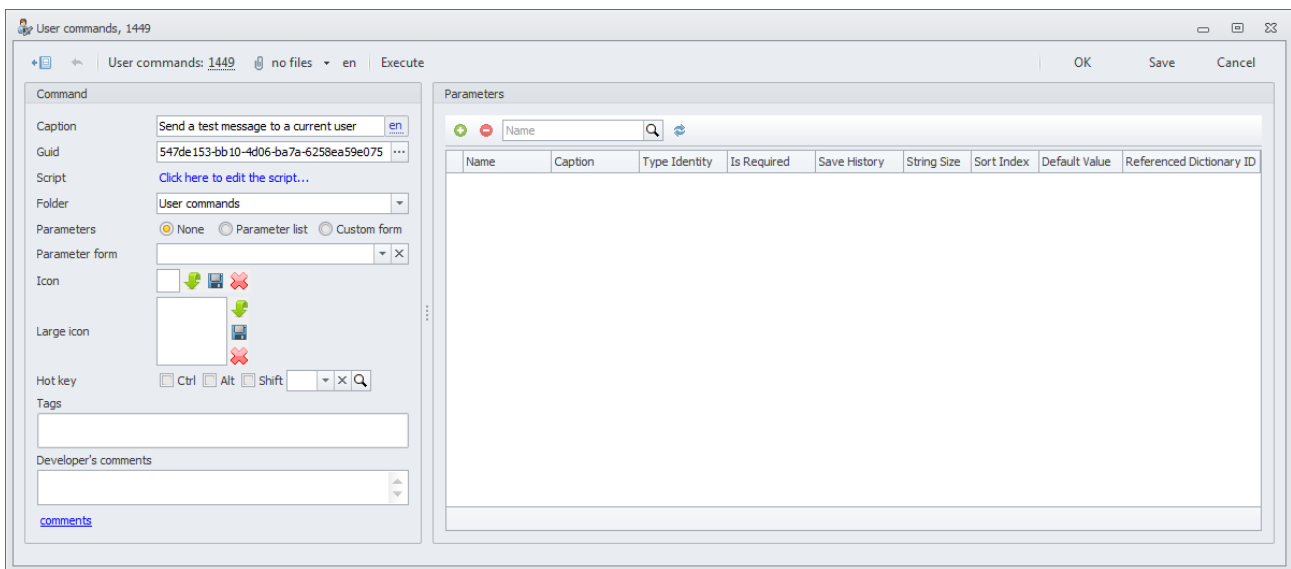 User commands, 1449
User commands: 1449 no files en Execute OK Save Cancel
Command
Caption Send a test message to a current user en
Guid 547de153-bb10-4d06-ba7a-6258ea59e075 ...
Script Click here to edit the script...
Folder User commands
Parameters None Parameter list Custom form
Parameter form
Icon
Large icon
Hot key Ctrl Alt Shift
Tags
Developer's comments
comments
Parameters
Name
Name Caption Type Identity Is Required Save History String Size Sort Index Default Value Referenced Dictionary ID